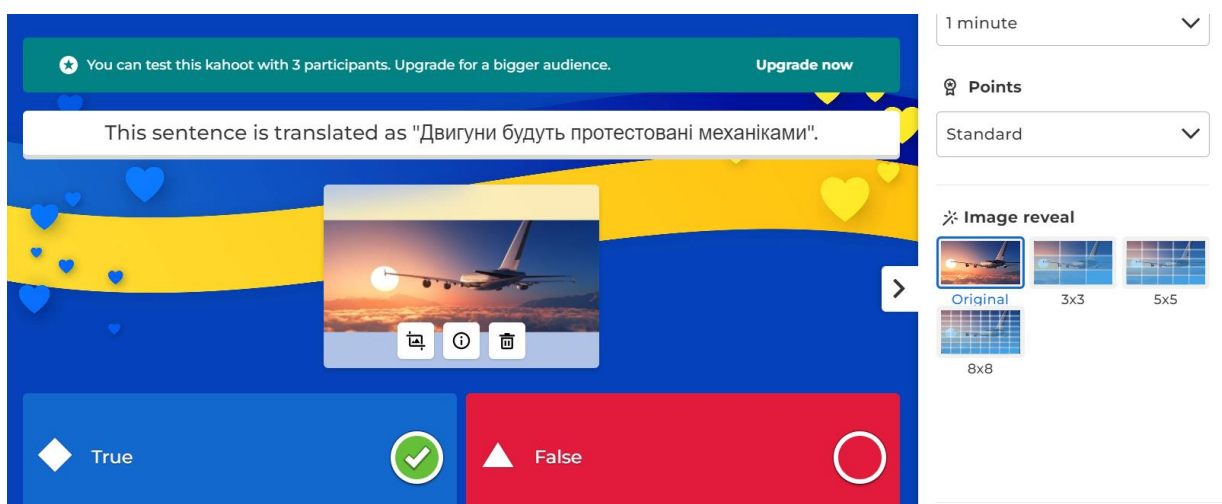 You can test this kahoot with 3 participants. Upgrade for a bigger audience.
Upgrade now
This sentence is translated as "Двигуни будуть протестовані механіками".
True
False
1 minute
Points
Standard
Image reveal
Original
3x3
5x5
8x8